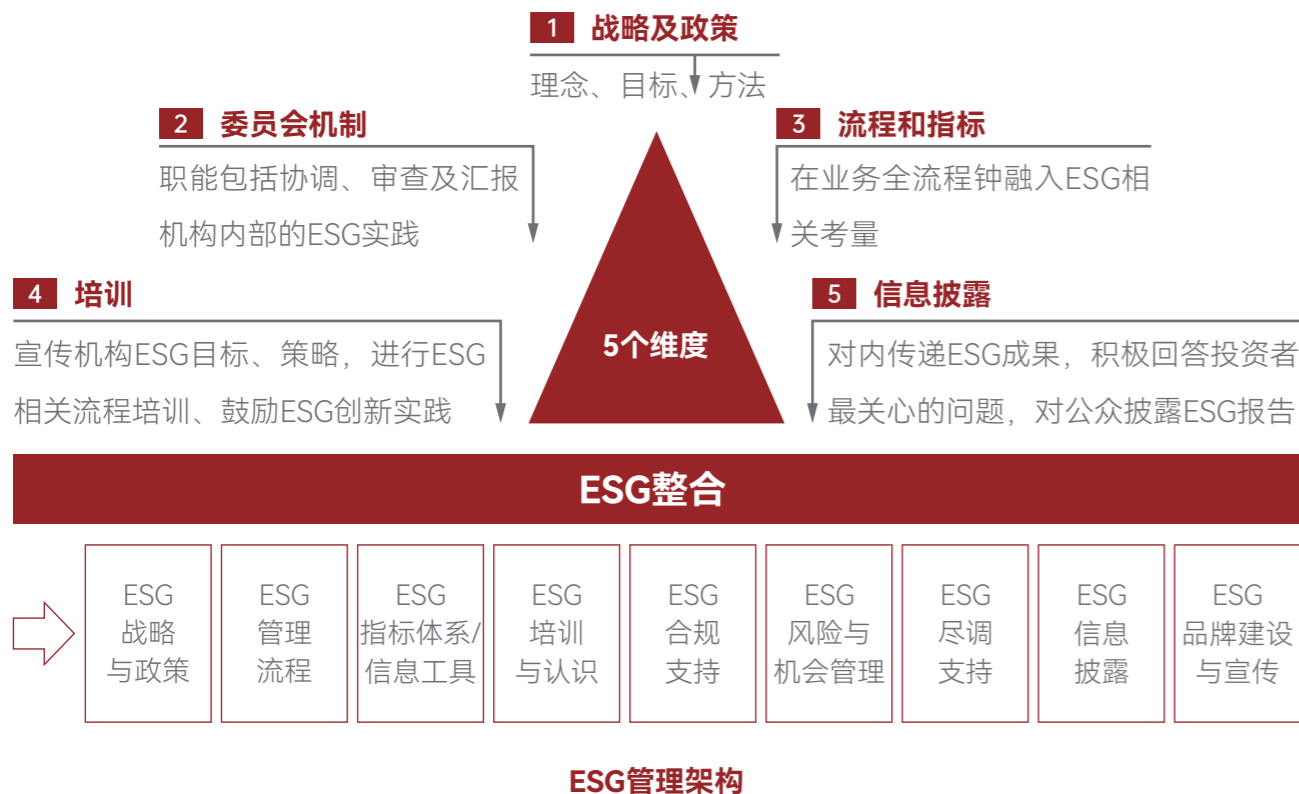 1 战略及政策
理念、目标、方法
2 委员会机制
职能包括协调、审查及汇报
机构内部的ESG实践
3 流程和指标
在业务全流程钟融入ESG相
关考量
4 培训
宣传机构ESG目标、策略，进行ESG
相关流程培训、鼓励ESG创新实践
5个维度
5 信息披露
对内传递ESG成果，积极回答投资者
最关心的问题，对公众披露ESG报告
ESG整合
ESG
战略
与政策
ESG
管理
流程
ESG
指标体系/
信息工具
ESG
培训
与认识
ESG
合规
支持
ESG
风险与
机会管理
ESG
尽调
支持
ESG
信息
披露
ESG
品牌建设
与宣传
ESG管理架构